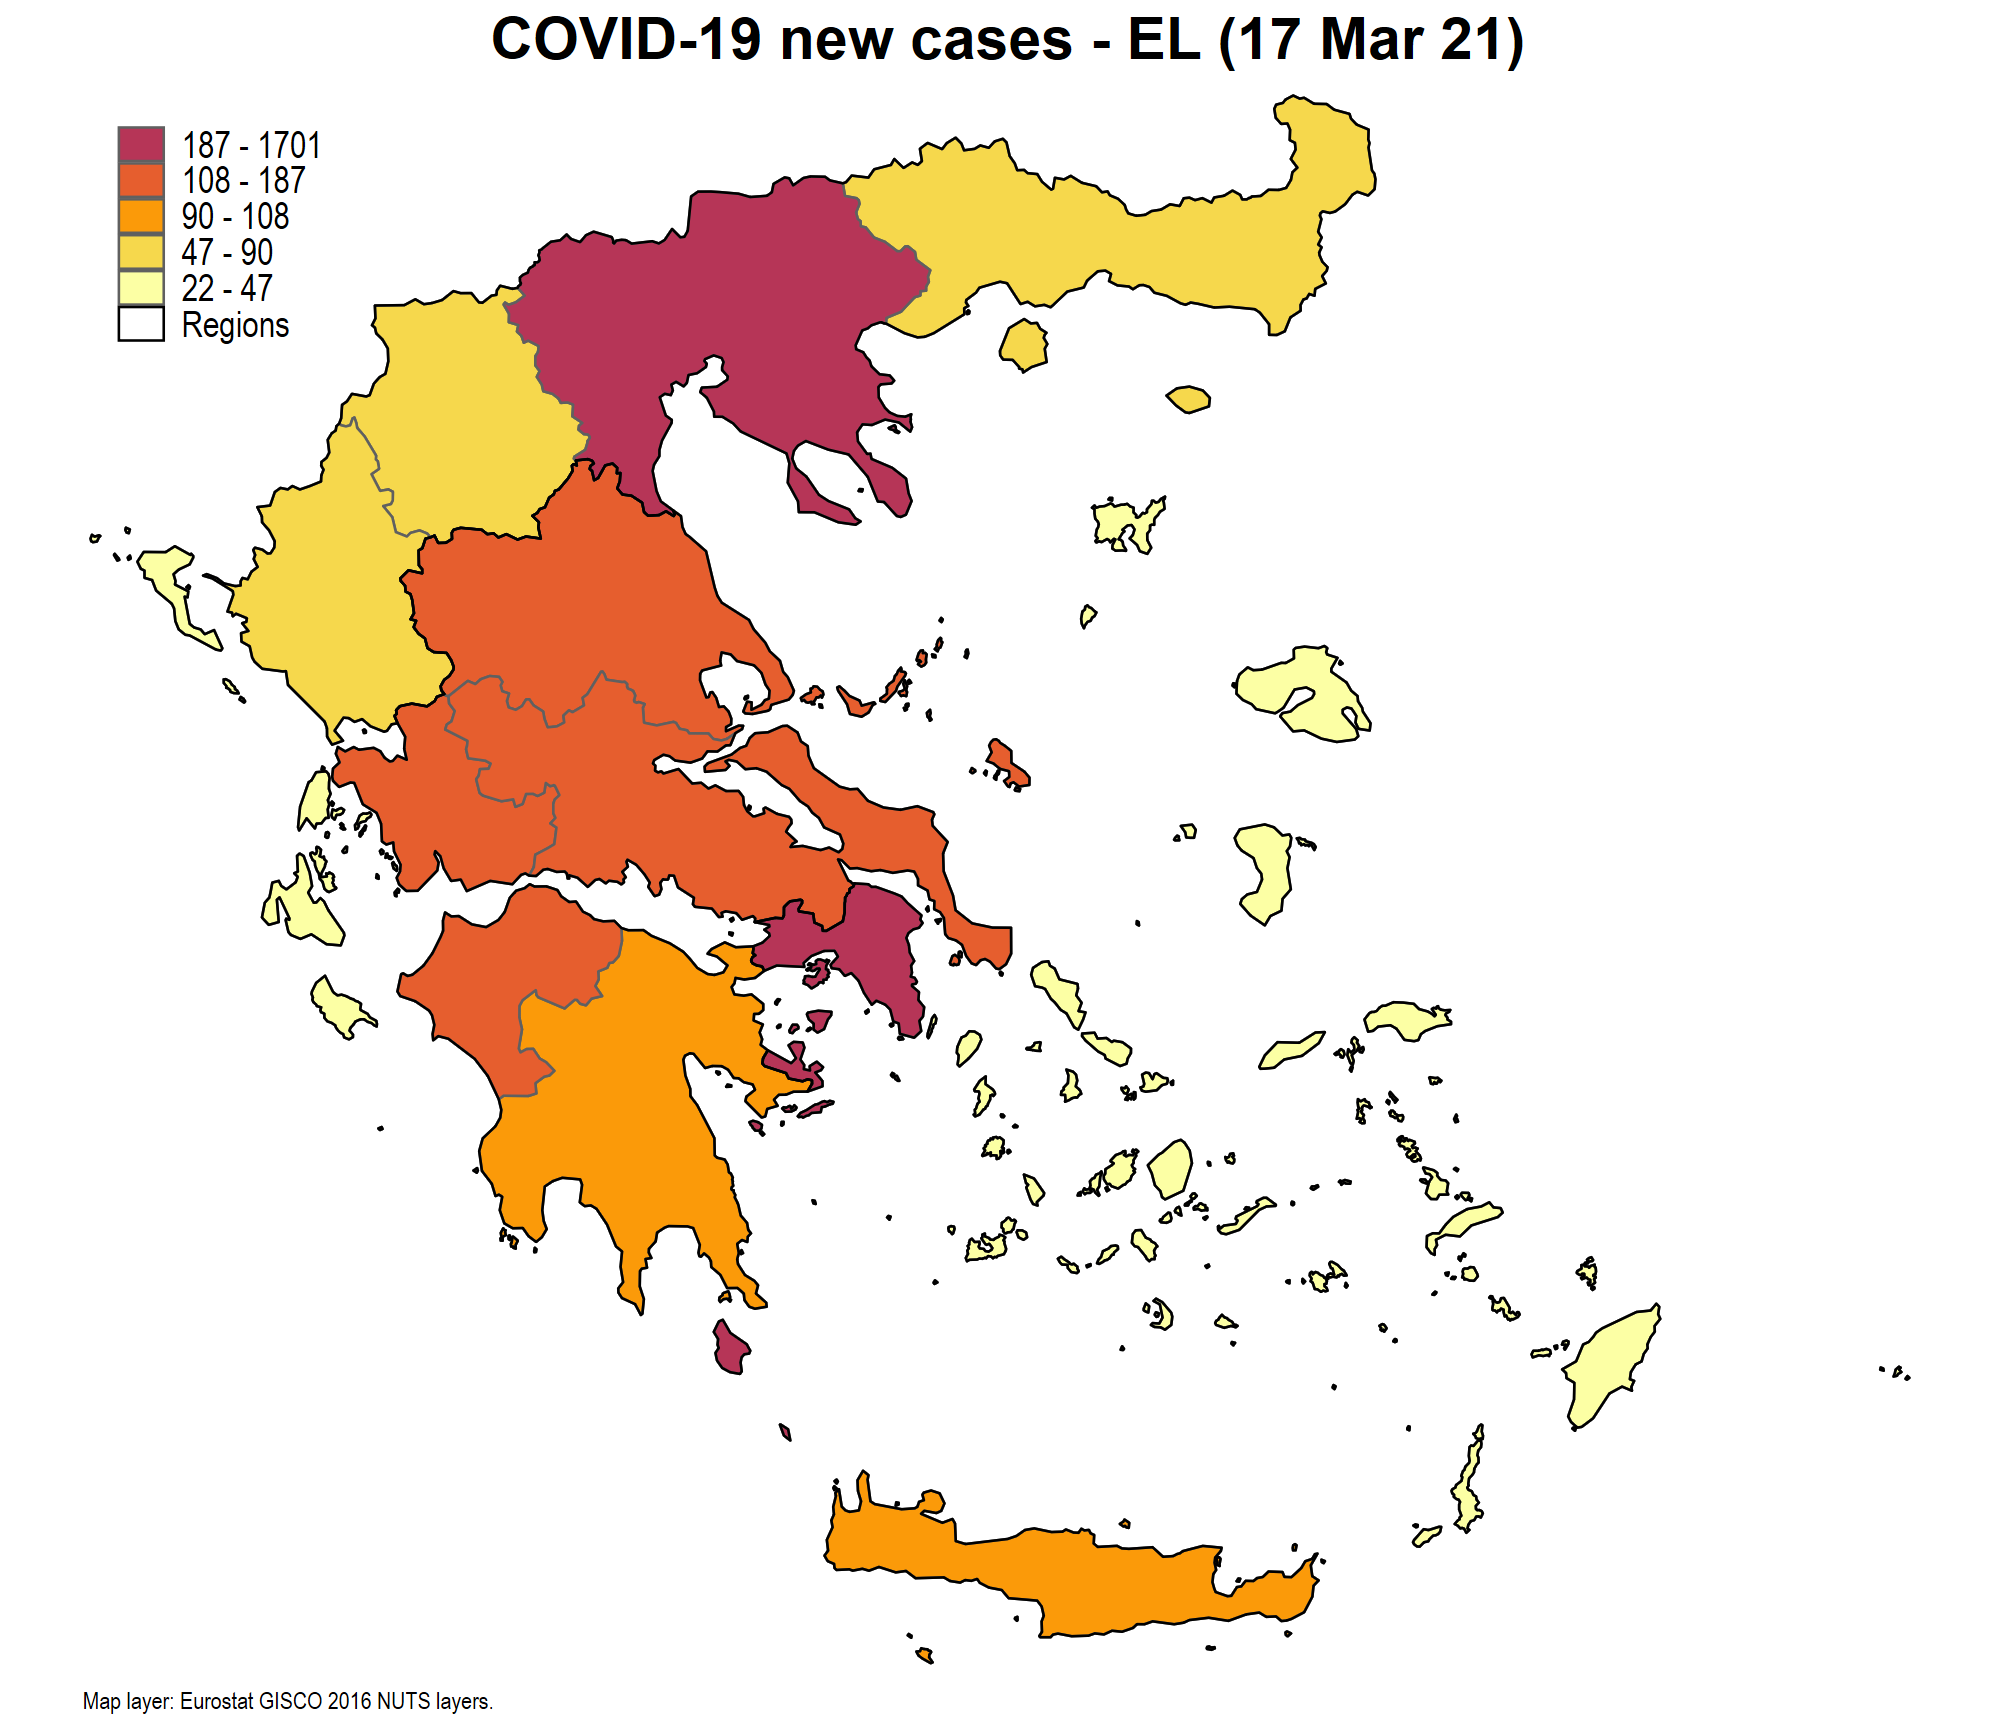 COVID-19 new cases - EL (17 Mar 21)
187 - 1701
108 - 187
90 - 108
47 - 90
22 - 47
Regions
Map layer: Eurostat GISCO 2016 NUTS layers.